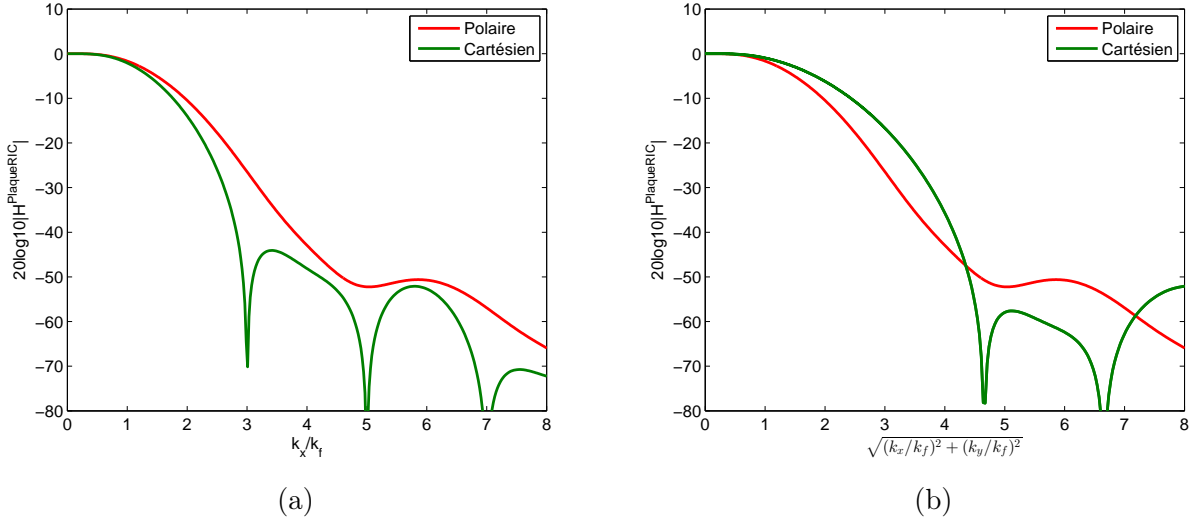 10
0
−10
−20
−30
−40
−50
−60
−70
−80
0 1 2 3 4 5 6 7 8
k_x/k_f
20log10|H^PlaqueRIC|
Polaire
Cartésien
(a)
10
0
−10
−20
−30
−40
−50
−60
−70
−80
0 1 2 3 4 5 6 7 8
√((k_x/k_f)^2 + (k_y/k_f)^2)
20log10|H^PlaqueRIC|
Polaire
Cartésien
(b)